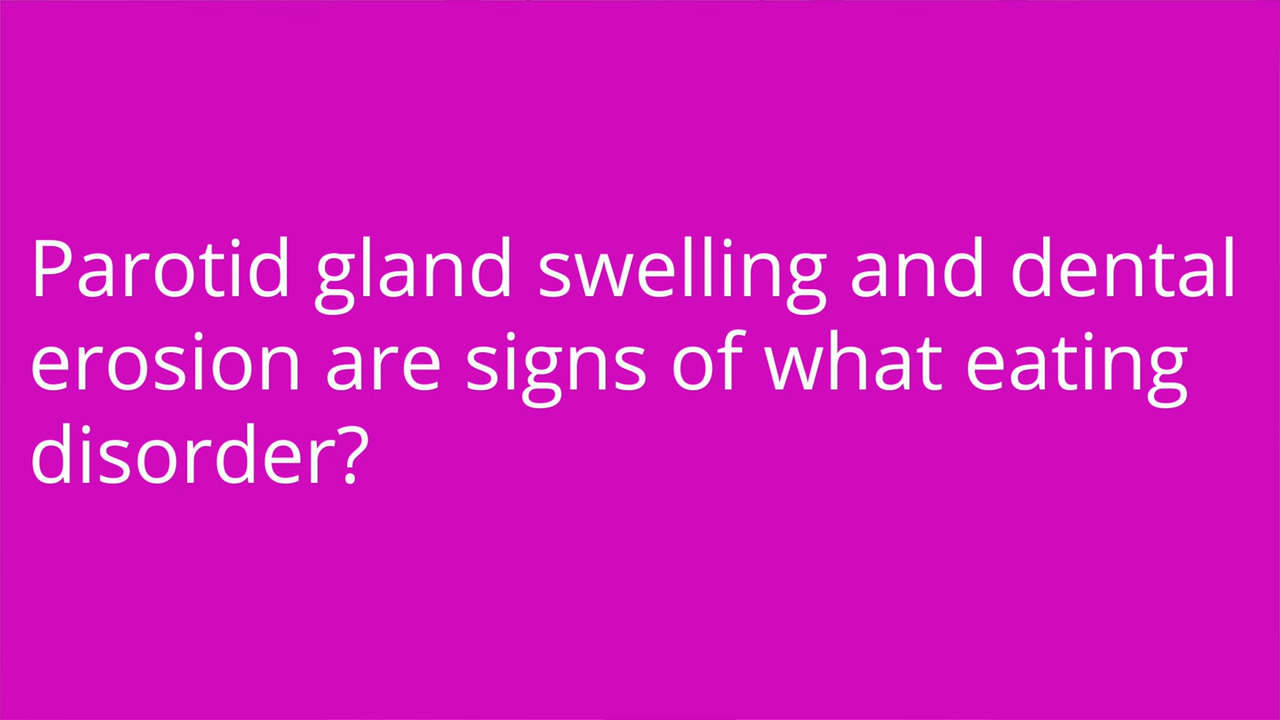 Parotid gland swelling and dental
erosion are signs of what eating
disorder?